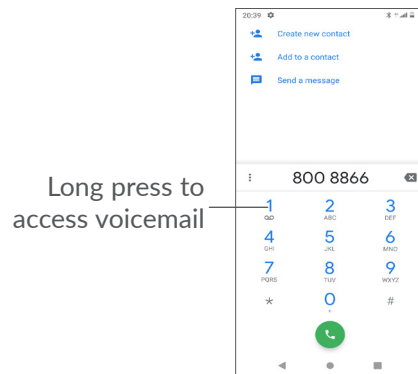 20:39
Create new contact
Add to a contact
Send a message
800 8866
Long press to
access voicemail
1 2 3
ABC DEF
4 5 6
GHI JKL MNO
7 8 9
PQRS TUV WXYZ
* 0 #
+